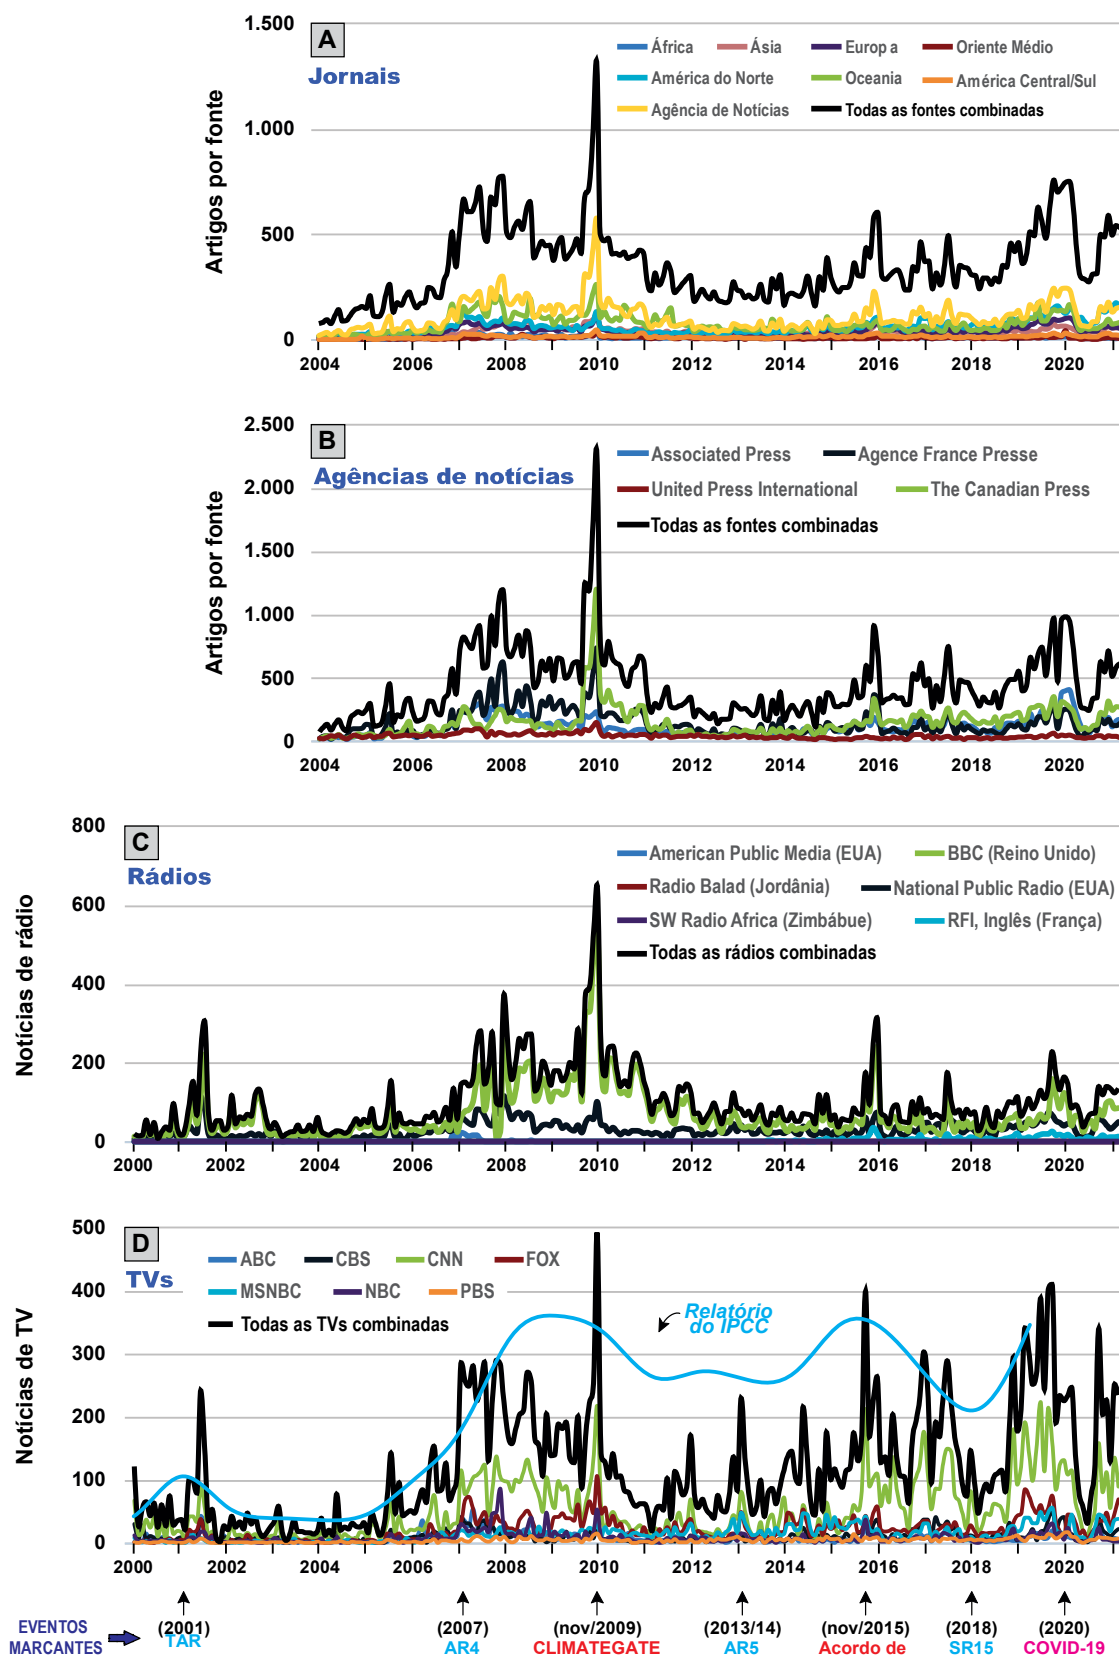 1.500
A
Jornais
África Ásia Europ a Oriente Médio
América do Norte Oceania América Central/Sul
Agência de Notícias Todas as fontes combinadas
1.000
500
0
Artigos por fonte
2004 2006 2008 2010 2012 2014 2016 2018 2020
2.500
B
Agências de notícias
Associated Press Agence France Presse
United Press International The Canadian Press
Todas as fontes combinadas
2.000
1.500
1.000
500
0
Artigos por fonte
2004 2006 2008 2010 2012 2014 2016 2018 2020
800
C
Rádios
American Public Media (EUA) BBC (Reino Unido)
Radio Balad (Jordânia) National Public Radio (EUA)
SW Radio Africa (Zimbábue) RFI, Inglês (França)
Todas as rádios combinadas
600
400
200
0
Notícias de rádio
2000 2002 2004 2006 2008 2010 2012 2014 2016 2018 2020
500
D
TVs
ABC CBS CNN FOX
MSNBC NBC PBS
Todas as TVs combinadas
Relatório
do IPCC
400
300
200
100
0
Notícias de TV
2000 2002 2004 2006 2008 2010 2012 2014 2016 2018 2020
EVENTOS
MARCANTES
(2001) (2007) (nov/2009) (2013/14) (nov/2015) (2018) (2020)
TAR AR4 CLIMATEGATE AR5 Acordo de SR15 COVID-19